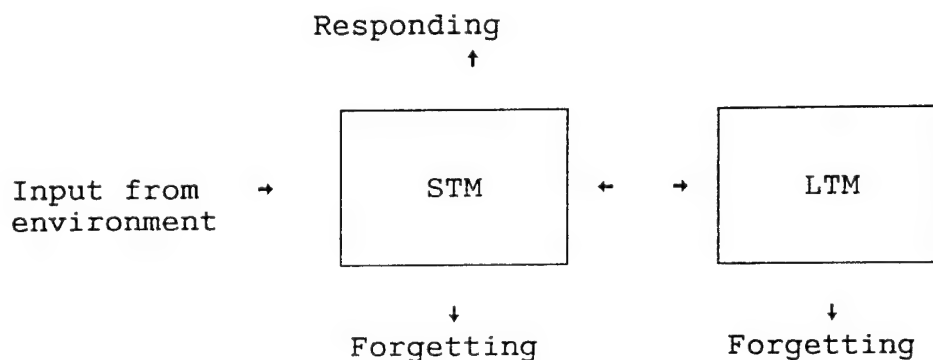 Responding
↑
Input from → STM ← → LTM
environment
↓ ↓
Forgetting Forgetting